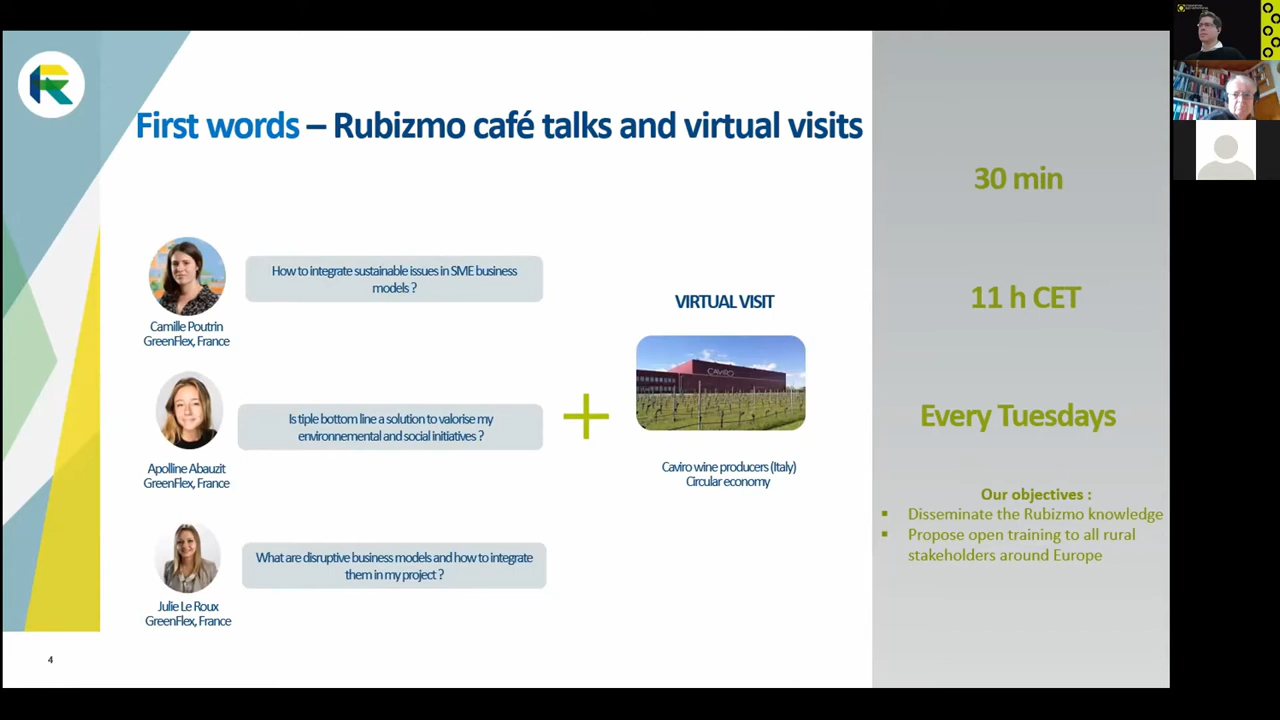 First words – Rubizmo café talks and virtual visits
How to integrate sustainable issues in SME business
models ?
Camille Poutrin
GreenFlex, France
Is tiple bottom line a solution to valorise my
environnemental and social initiatives ?
Apolline Abauzit
GreenFlex, France
What are disruptive business models and how to integrate
them in my project ?
Julie Le Roux
GreenFlex, France
+
VIRTUAL VISIT
CAVIRO
Caviro wine producers (Italy)
Circular economy
30 min
11 h CET
Every Tuesdays
Our objectives :
▪ Disseminate the Rubizmo knowledge
▪ Propose open training to all rural
stakeholders around Europe
4